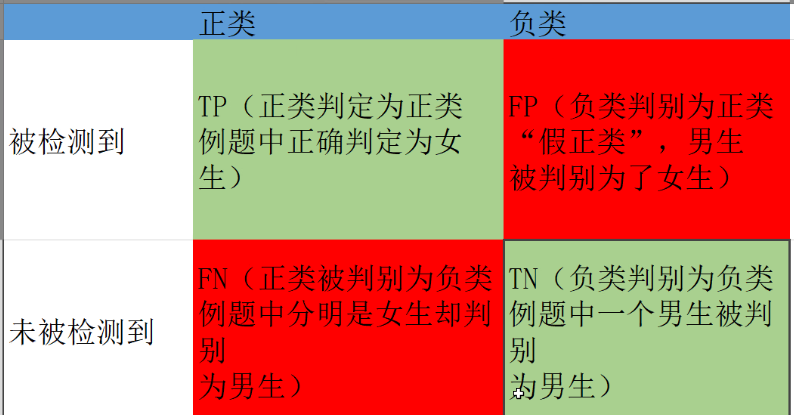 正类
负类
被检测到
TP（正类判定为正类
例题中正确判定为女
生）
FP（负类判别为正类
“假正类”，男生
被判别为了女生）
未被检测到
FN（正类被判别为负类
例题中分明是女生却判
别
为男生）
TN（负类判别为负类
例题中一个男生被判
别
为男生）